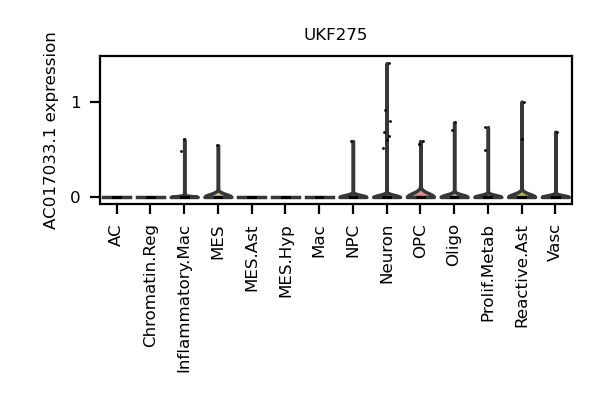 UKF275
AC017033.1 expression
1
0
AC
Chromatin.Reg
Inflammatory.Mac
MES
MES.Ast
MES.Hyp
Mac
NPC
Neuron
OPC
Oligo
Prolif.Metab
Reactive.Ast
Vasc